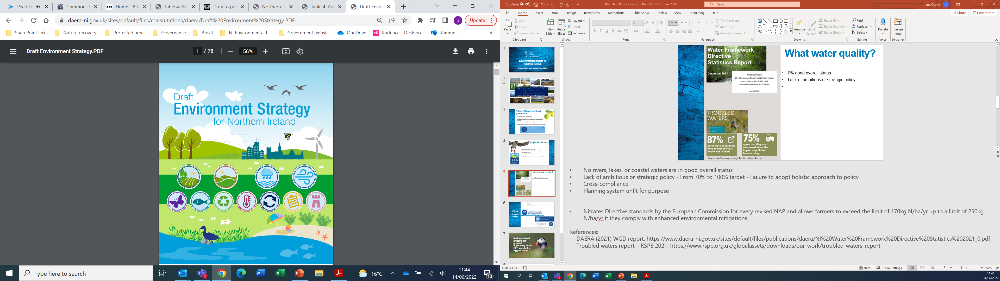 Pearl Fi
Commons
Home - BB
Table 4: Ave
Duty to pro
Northern Ir
Table 4: Ave
Draft Enviro
daera-ni.gov.uk/sites/default/files/consultations/daera/Draft%20Environment%20Strategy.PDF
J
Update
SharePoint links
Nature recovery
Protected areas
Governance
Brexit
NI Environmental L...
Government websit...
OneDrive
Kadence - Desk bo...
Yammer
»
Draft Environment Strategy.PDF
1 / 78
56%
Draft
Environment Strategy
for Northern Ireland
Type here to search
16°C
11:44
14/06/2022
18
AutoSave Off
RSPB NI - Priority areas for the OEP in NI - June 2015
Search
Jane Clarke
JC
File Home Insert Draw Design Transitions Animations Slide Show Review View Recording Help
Share
Comments
Paste
Cut
Copy
Format Painter
Clipboard
New Slide
Reuse Slides
Layout
Reset
Section
Slides
12
Font
Text Direction
Align Text
Convert to SmartArt
Paragraph
Arrange
Quick Styles
Shape Fill
Shape Outline
Shape Effects
Drawing
Find
Replace
Select
Editing
Dictate
Voice
Design Ideas
Designer
1
Environmental priorities in
Northern Ireland
2
3
Failure of Government and
governance
4
(Un)Protected areas
74%
5
What water quality?
6
Other
priority
areas
7
Northern Ireland
presents the
greatest
opportunity for the
OEP to make the
biggest impact.
Water Framework
Directive
Statistics Report
December 2021
Nitrates Directive
2018 Derogation Report for Northern Ireland
in accordance with Article 10 of
Commission Decision 2015/346/EC
August 2020
TROUBLED
WATERS
87%
agree more needs to be
done to help the UK's
freshwater habitats
75%
agree that they are
concerned about the
impact of pollution
from farming
Source: YouGov survey through Troubled Waters Report
What water quality?
• 0% good overall status
• Lack of ambitious or strategic policy
•
• No rivers, lakes, or coastal waters are in good overall status
• Lack of ambitious or strategic policy - From 70% to 100% target - Failure to adopt holistic approach to policy
• Cross-compliance
• Planning system unfit for purpose
• Nitrates Directive standards by the European Commission for every revised NAP and allows farmers to exceed the limit of 170kg N/ha/yr up to a limit of 250kg
N/ha/yr if they comply with enhanced environmental mitigations.
References:
- DAERA (2021) WGD report: https://www.daera-ni.gov.uk/sites/default/files/publications/daera/NI%20Water%20Framework%20Directive%20Statistics%202021_0.pdf
- Troubled waters report – RSPB 2021: https://www.rspb.org.uk/globalassets/downloads/our-work/troubled-waters-report
Slide 5 of 8
Notes
Display Settings
62%
11:44
14/06/2022